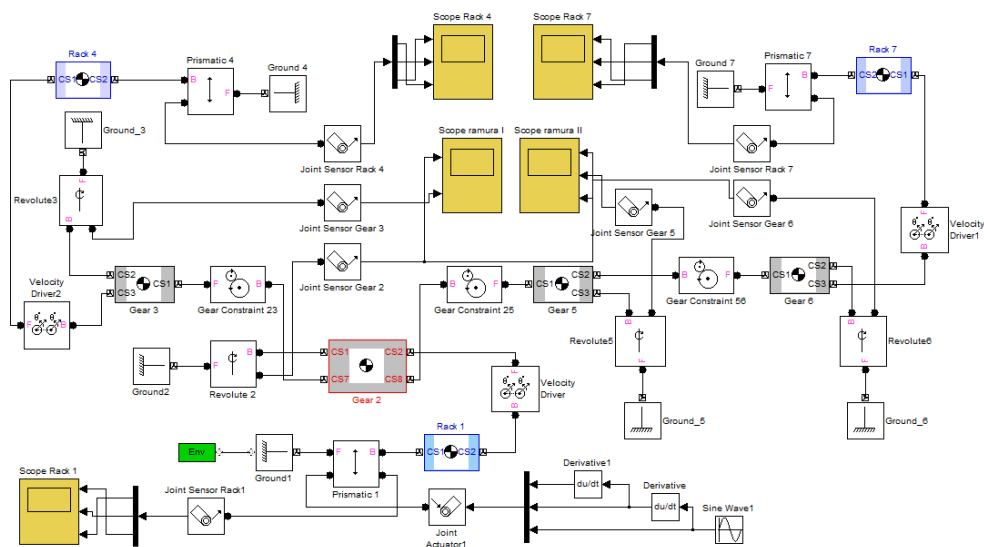 Scope Rack 4
Scope Rack 7
Rack 4
Prismatic 4
Ground 4
Ground 7
Prismatic 7
Rack 7
CS1 CS2
B
F
F
B
CS2 CS1
Ground_3
Scope ramura I
Scope ramura II
Joint Sensor Rack 4
Joint Sensor Rack 7
F
Revolute3
B
Joint Sensor Gear 3
Joint Sensor Gear 5
Joint Sensor Gear 6
F
B
Velocity
Driver1
Velocity
Driver2
CS2
CS3
CS1
Gear 3
F
B
Gear Constraint 23
Joint Sensor Gear 2
B
F
Gear Constraint 25
CS1
CS2
CS3
Gear 5
B
F
Gear Constraint 56
CS1
CS2
CS3
Gear 6
F
B
Ground2
F
B
Revolute 2
CS1
CS2
CS7
CS8
Gear 2
F
B
Velocity
Driver
Revolute5
B
F
Revolute6
B
F
Ground_5
Ground_6
Env
Ground1
F
B
Prismatic 1
Rack 1
CS1 CS2
Scope Rack 1
Joint Sensor Rack1
Joint
Actuator1
Derivative1
du/dt
Derivative
du/dt
Sine Wave1